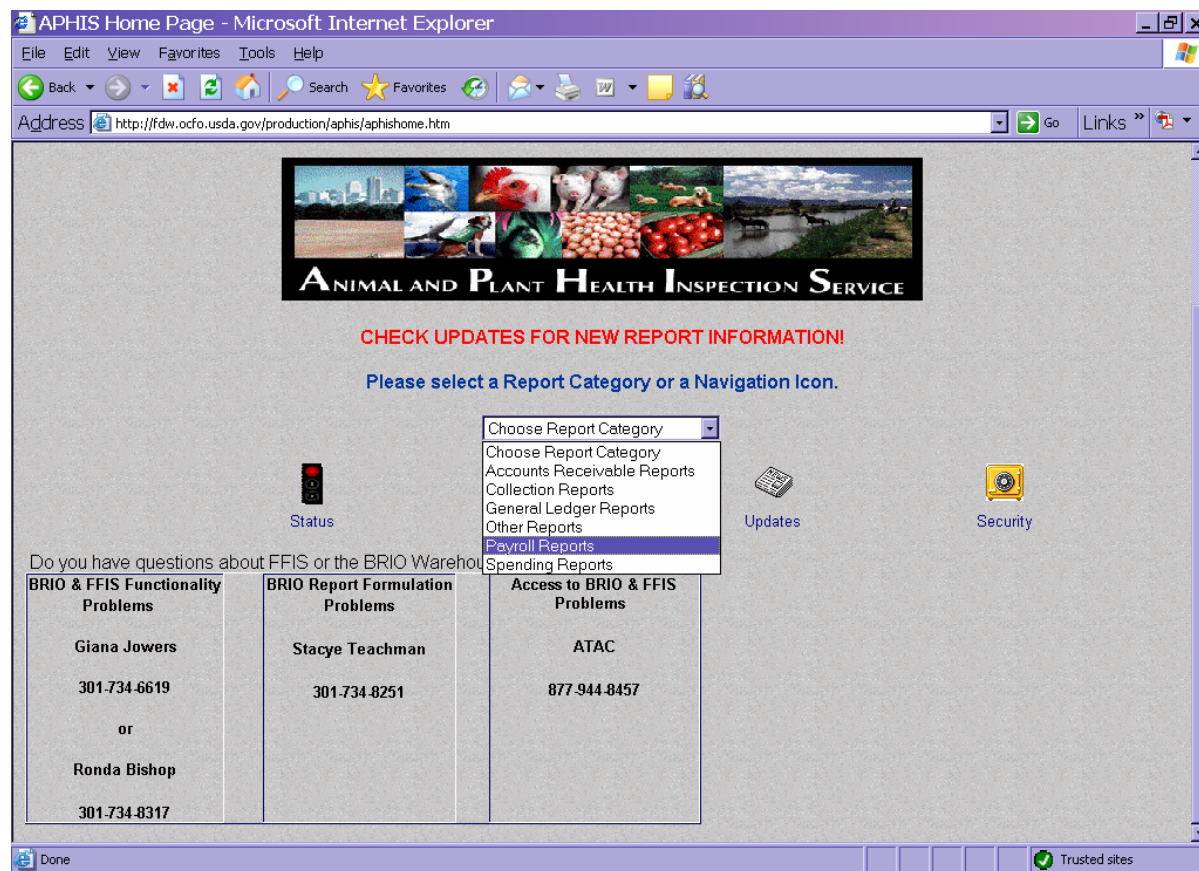 APHIS Home Page - Microsoft Internet Explorer
File Edit View Favorites Tools Help
Back Search Favorites
Address http://fdw.ocfo.usda.gov/production/aphis/aphishome.htm Go Links »
ANIMAL AND PLANT HEALTH INSPECTION SERVICE
CHECK UPDATES FOR NEW REPORT INFORMATION!
Please select a Report Category or a Navigation Icon.
Choose Report Category
Choose Report Category
Accounts Receivable Reports
Collection Reports
General Ledger Reports
Other Reports
Payroll Reports
Spending Reports
Status
Updates
Security
Do you have questions about FFIS or the BRIO
BRIO & FFIS Functionality Problems
Giana Jowers
301-734-6619
or
Ronda Bishop
301-734-8317
BRIO Report Formulation Problems
Stacye Teachman
301-734-8251
Access to BRIO & FFIS Problems
ATAC
877-944-8457
Done
Trusted sites